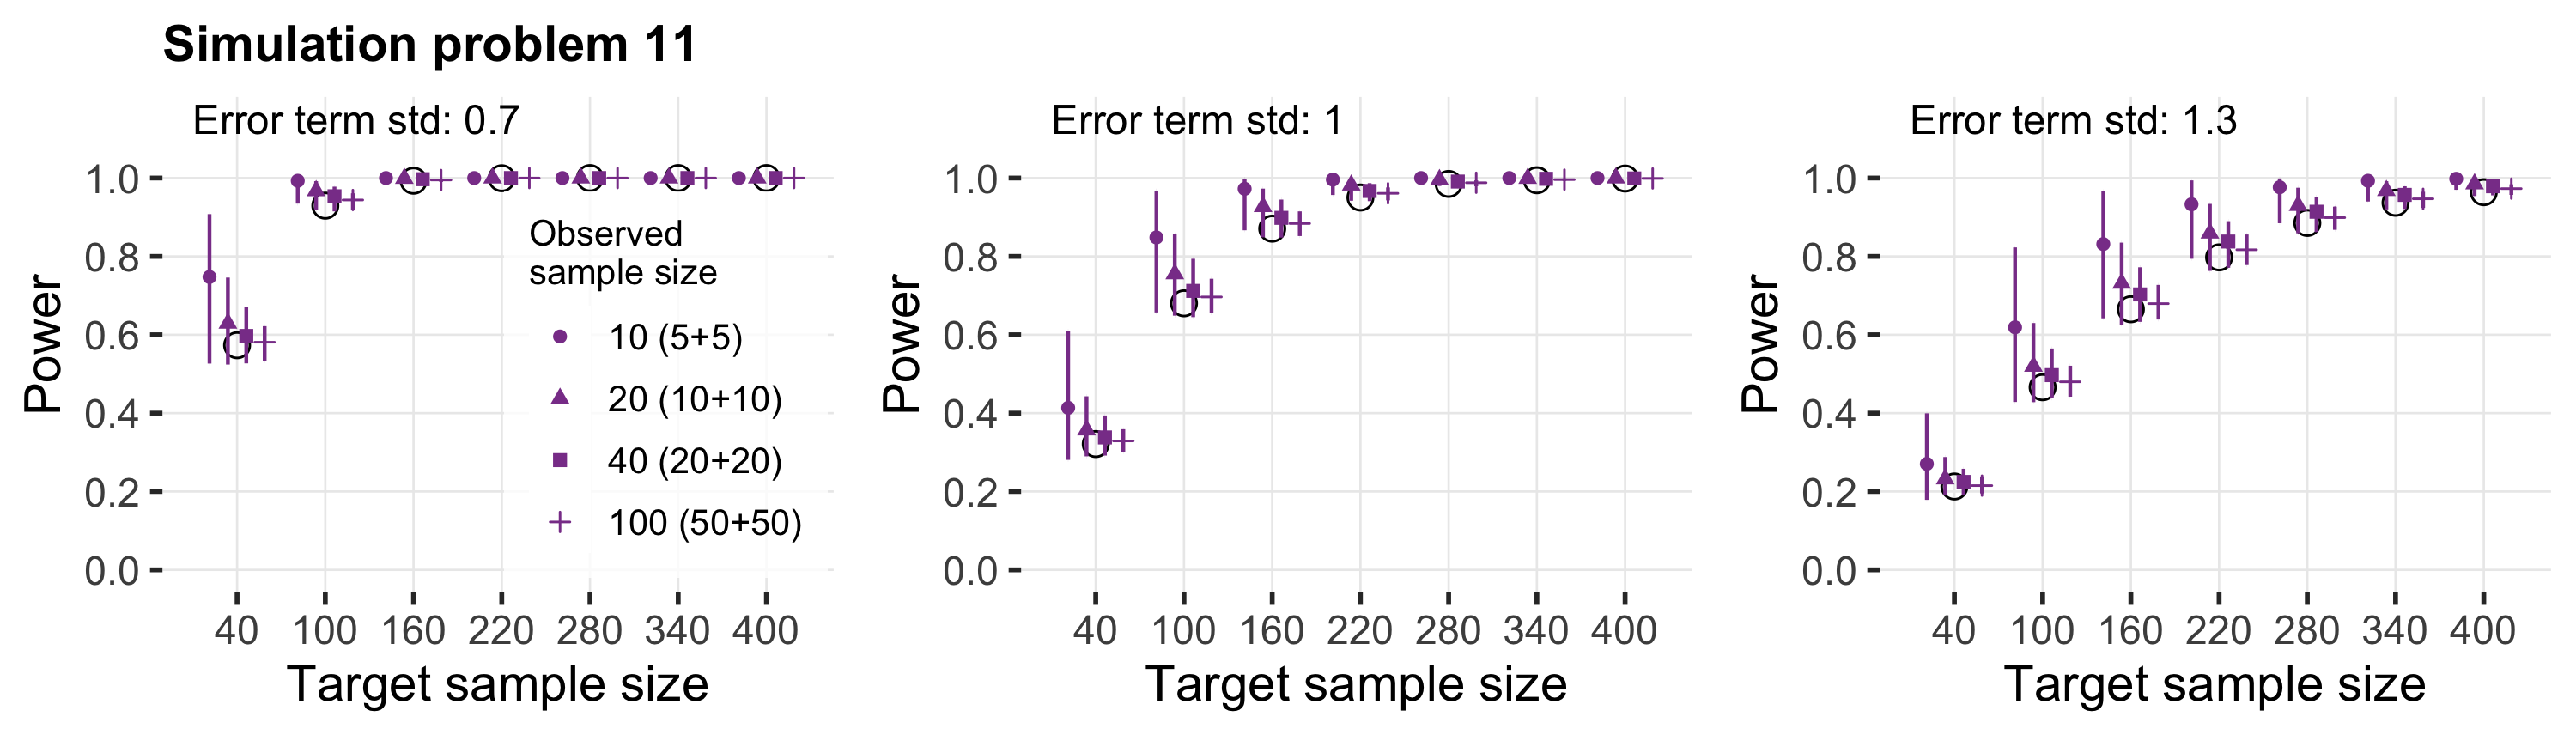 Simulation problem 11
Error term std: 0.7
Power
1.0
0.8
0.6
0.4
0.2
0.0
Observed
sample size
10 (5+5)
20 (10+10)
40 (20+20)
100 (50+50)
40 100 160 220 280 340 400
Target sample size
Error term std: 1
Power
1.0
0.8
0.6
0.4
0.2
0.0
40 100 160 220 280 340 400
Target sample size
Error term std: 1.3
Power
1.0
0.8
0.6
0.4
0.2
0.0
40 100 160 220 280 340 400
Target sample size